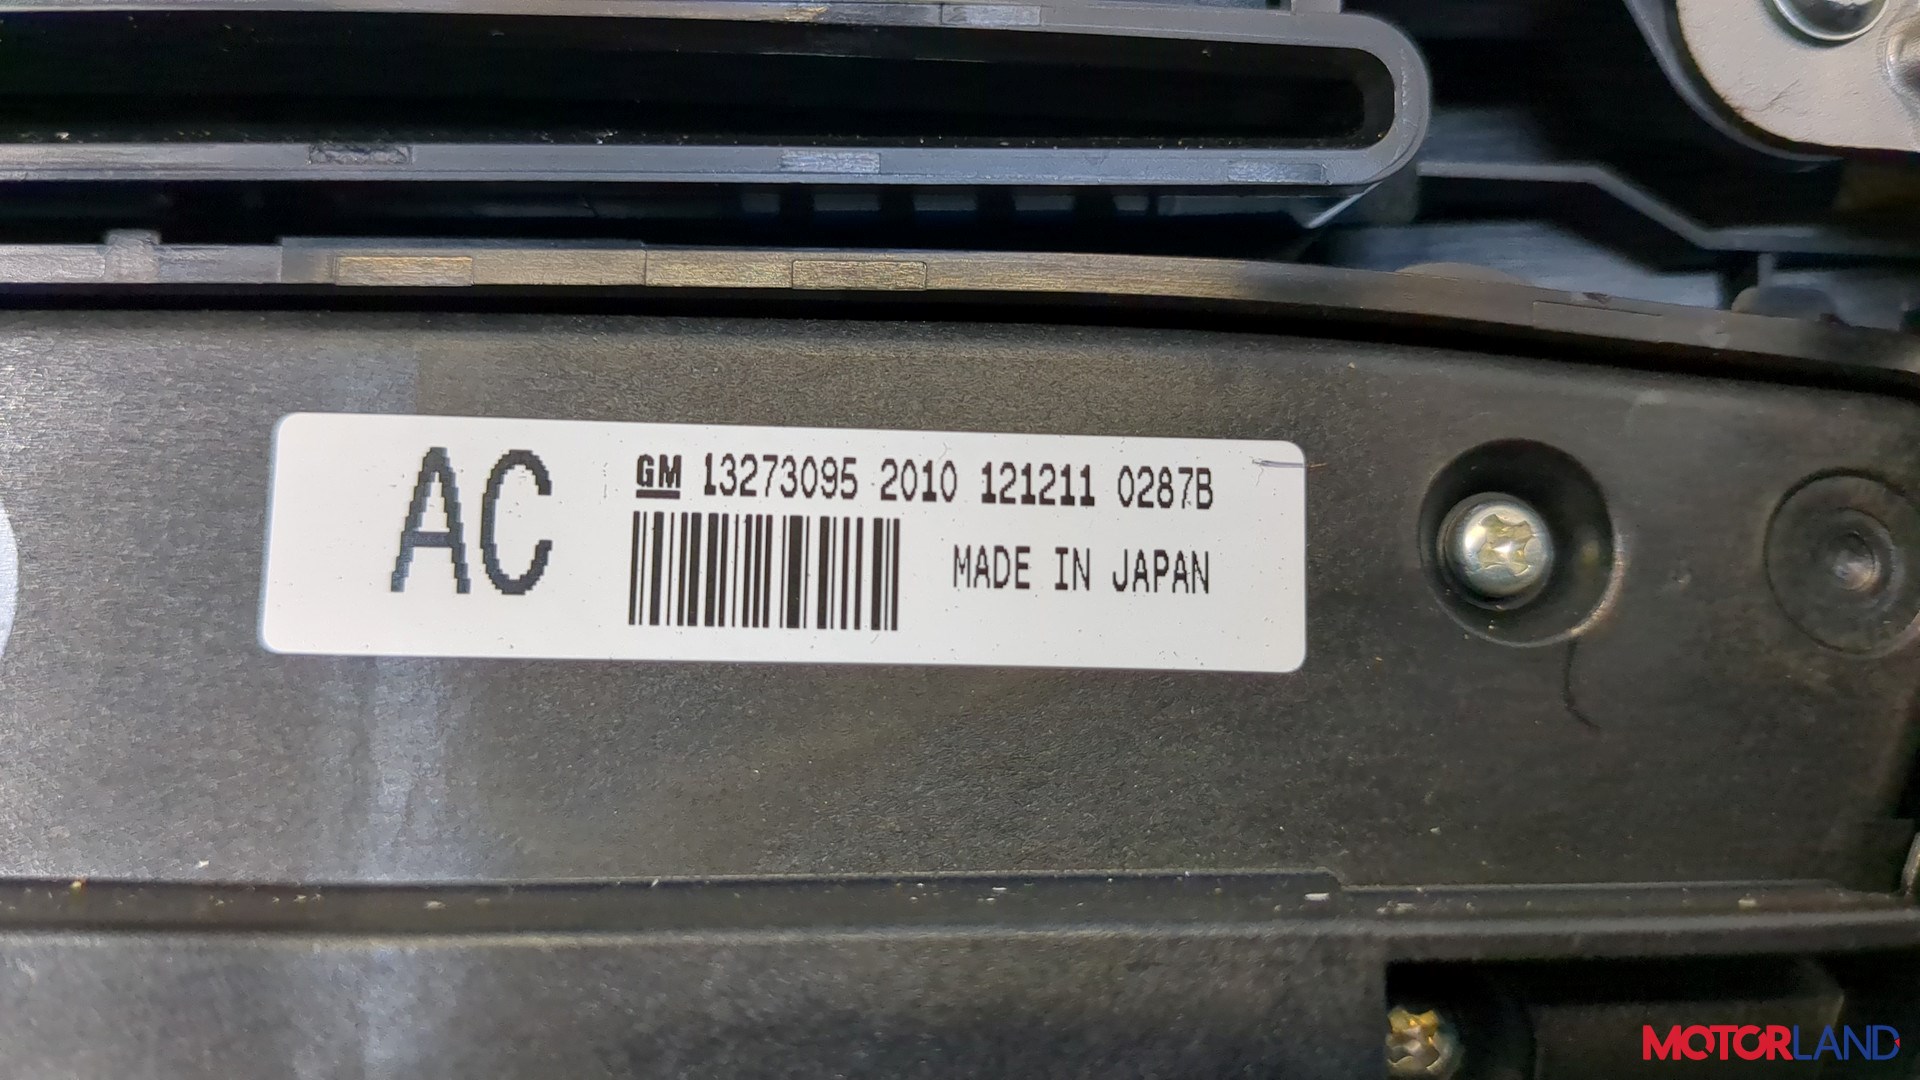 AC
GM 13273095 2010 121211 0287B
MADE IN JAPAN
MOTORLAND